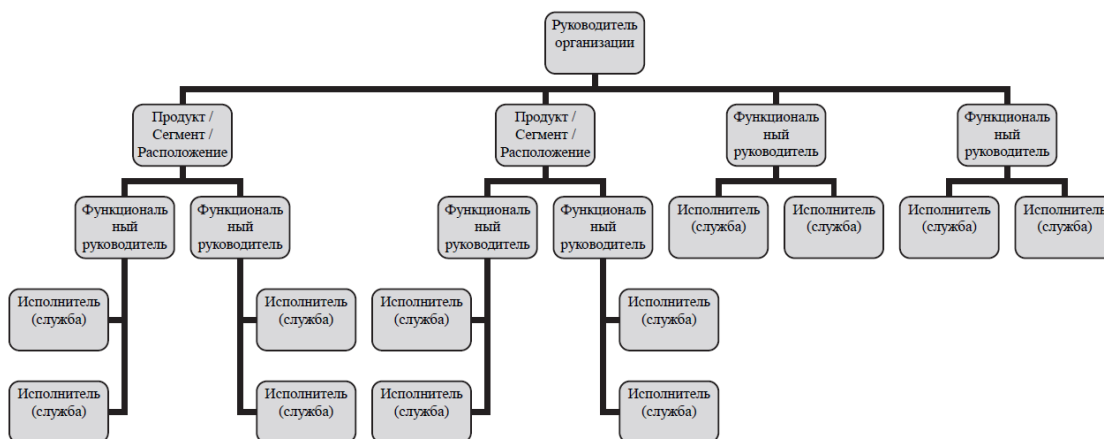 Руководитель
организации
Продукт /
Сегмент /
Расположение
Продукт /
Сегмент /
Расположение
Функциональ
ный
руководитель
Функциональ
ный
руководитель
Функциональ
ный
руководитель
Функциональ
ный
руководитель
Функциональ
ный
руководитель
Функциональ
ный
руководитель
Исполнитель
(служба)
Исполнитель
(служба)
Исполнитель
(служба)
Исполнитель
(служба)
Исполнитель
(служба)
Исполнитель
(служба)
Исполнитель
(служба)
Исполнитель
(служба)
Исполнитель
(служба)
Исполнитель
(служба)
Исполнитель
(служба)
Исполнитель
(служба)